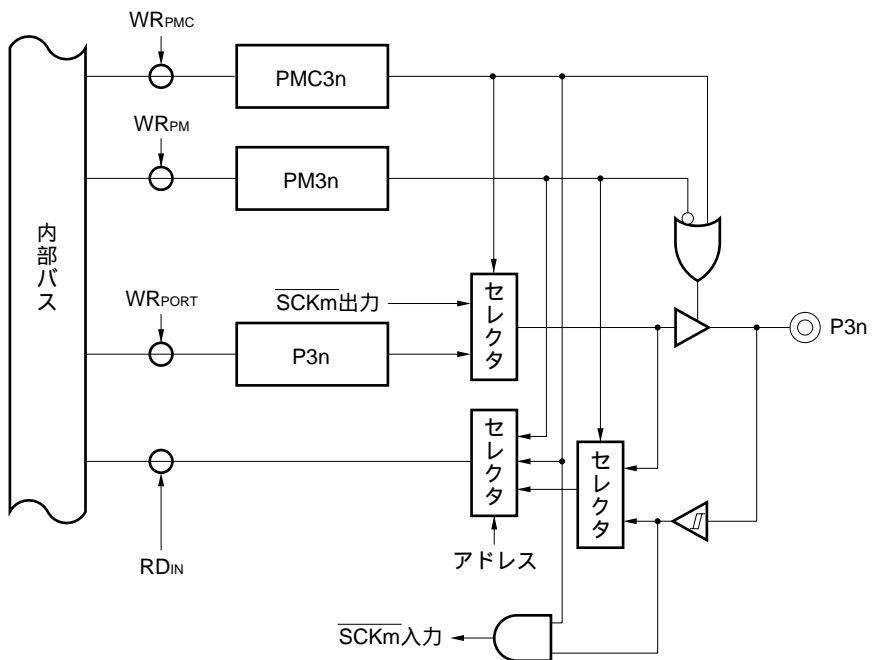 WRPMC
PMC3n
WRPM
PM3n
内部バス
SCKm出力
セレクタ
WRPORT
P3n
P3n
セレクタ
セレクタ
RDIN
アドレス
SCKm入力